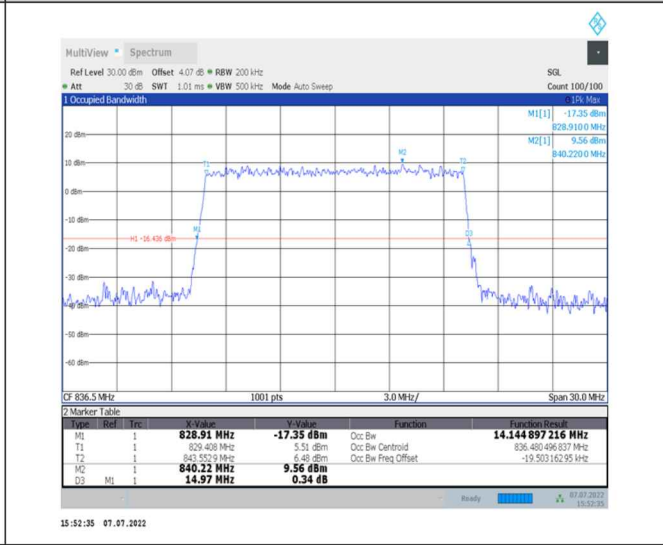 MultiView Spectrum
Ref Level 30.00 dBm Offset 4.07 dB RBW 200 kHz SGL
Att 30 dB SWT 1.01 ms VBW 500 kHz Mode Auto Sweep Count 100/100
1 Occupied Bandwidth 1Pk Max
M1[1] -17.35 dBm
828.9100 MHz
M2[1] 9.56 dBm
840.2200 MHz
20 dBm
M2
10 dBm
T1
T2
0 dBm
-10 dBm
M1
H1 -16.436 dBm
D3
-20 dBm
-30 dBm
-40 dBm
-50 dBm
-60 dBm
CF 836.5 MHz 1001 pts 3.0 MHz/ Span 30.0 MHz
2 Marker Table
Type Ref Trc X-Value Y-Value Function Function Result
M1 1 828.91 MHz -17.35 dBm Occ Bw 14.144 897 216 MHz
T1 1 829.408 MHz 5.51 dBm Occ Bw Centroid 836.480 496 837 MHz
T2 1 843.5529 MHz 6.48 dBm Occ Bw Freq Offset -19.503 162 95 kHz
M2 1 840.22 MHz 9.56 dBm
D3 M1 1 14.97 MHz 0.34 dB
Ready 07.07.2022
15:52:35
15:52:35 07.07.2022